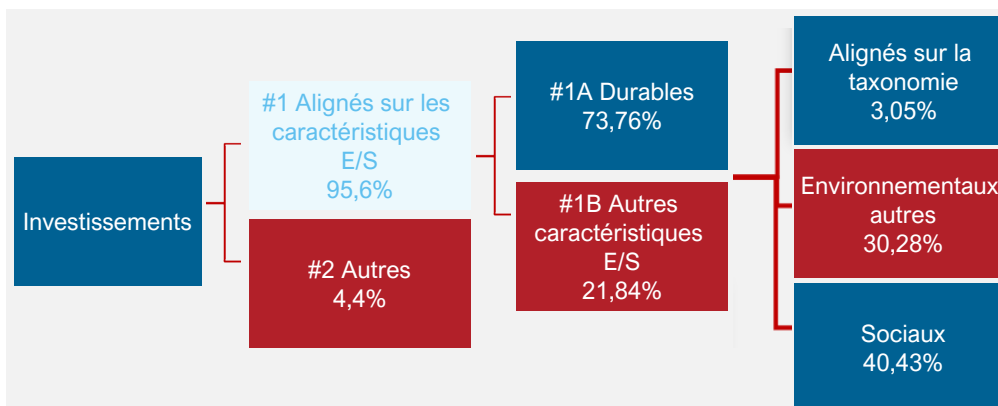 Investissements
#1 Alignés sur les
caractéristiques
E/S
95,6%
#2 Autres
4,4%
#1A Durables
73,76%
#1B Autres
caractéristiques
E/S
21,84%
Alignés sur la
taxonomie
3,05%
Environnementaux
autres
30,28%
Sociaux
40,43%